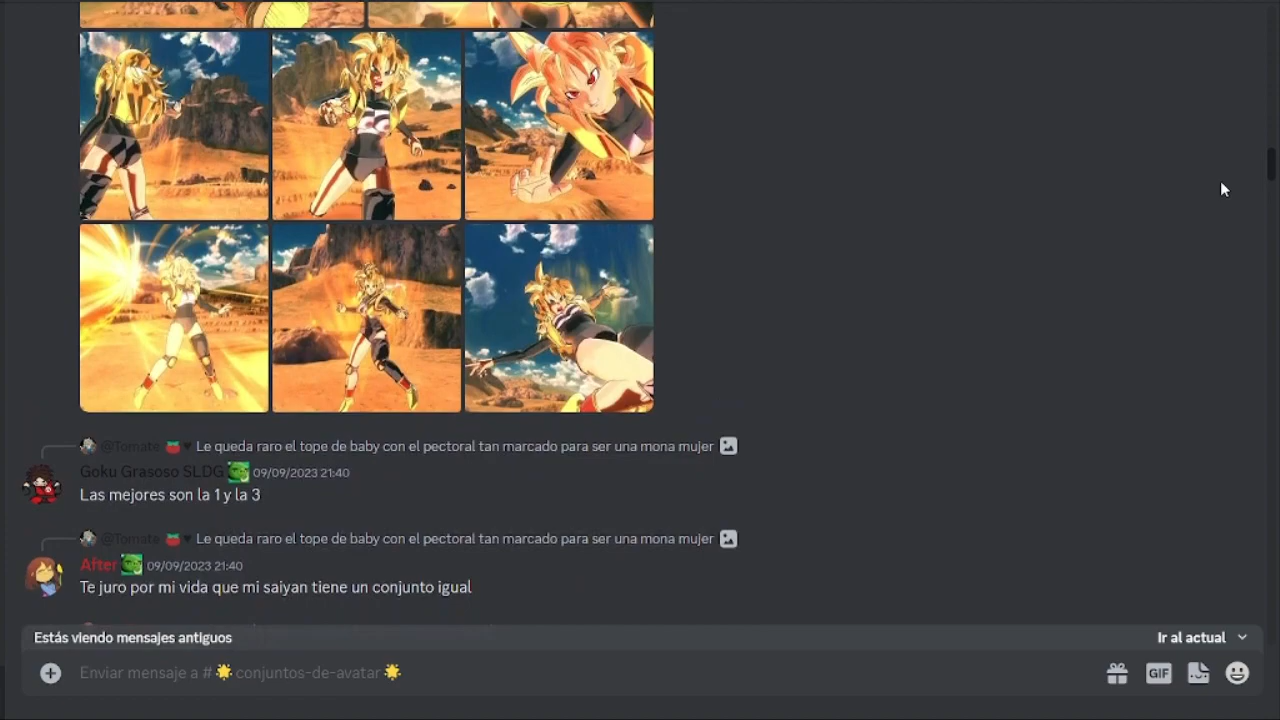 @Tomate Le queda raro el tope de baby con el pectoral tan marcado para ser una mona mujer
Goku Grasoso SLDG 09/09/2023 21:40
Las mejores son la 1 y la 3
@Tomate Le queda raro el tope de baby con el pectoral tan marcado para ser una mona mujer
After 09/09/2023 21:40
Te juro por mi vida que mi saiyan tiene un conjunto igual
Estás viendo mensajes antiguos Ir al actual
Enviar mensaje a # 🌟 conjuntos-de-avatar 🌟 GIF